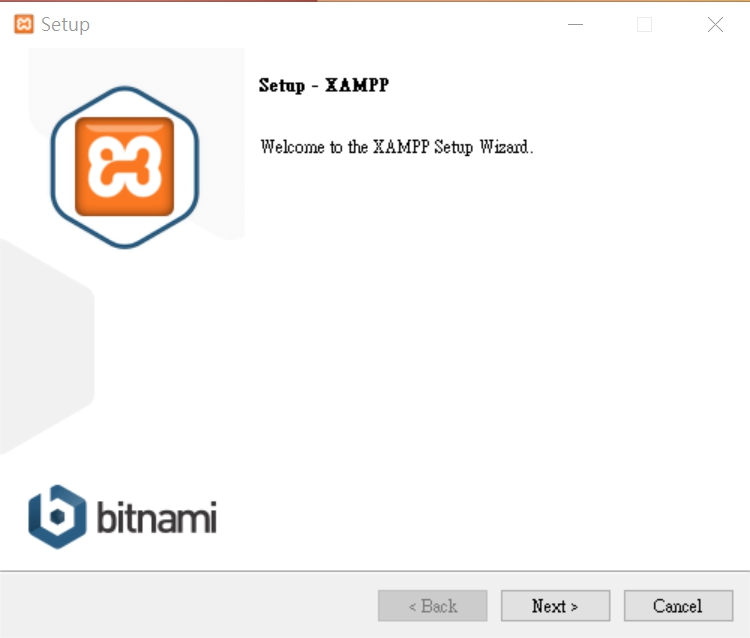 Setup
Setup - XAMPP
Welcome to the XAMPP Setup Wizard.
bitnami
< Back
Next >
Cancel